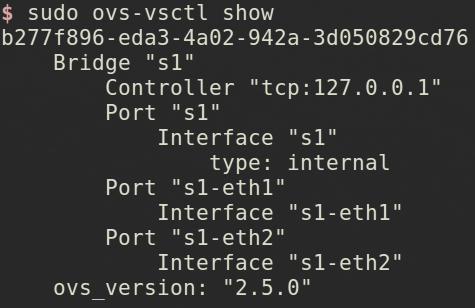 $ sudo ovs-vsctl show
b277f896-eda3-4a02-942a-3d050829cd76
    Bridge "s1"
        Controller "tcp:127.0.0.1"
        Port "s1"
            Interface "s1"
                type: internal
        Port "s1-eth1"
            Interface "s1-eth1"
        Port "s1-eth2"
            Interface "s1-eth2"
    ovs_version: "2.5.0"